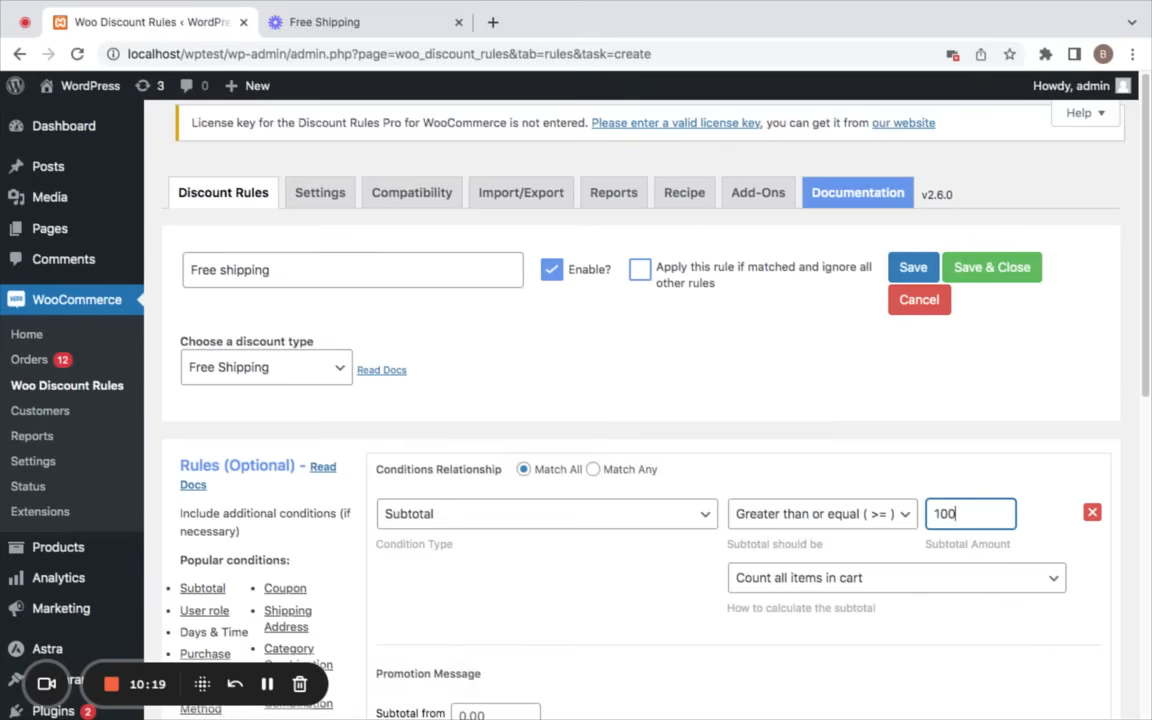 Woo Discount Rules ‹ WordPre
Free Shipping
localhost/wptest/wp-admin/admin.php?page=woo_discount_rules&tab=rules&task=create
B
WordPress 3 0 New
Howdy, admin
Dashboard
Posts
Media
Pages
Comments
WooCommerce
Home
Orders 12
Woo Discount Rules
Customers
Reports
Settings
Status
Extensions
Products
Analytics
Marketing
Astra
Plugins 2
10:19
License key for the Discount Rules Pro for WooCommerce is not entered. Please enter a valid license key, you can get it from our website
Help
Discount Rules Settings Compatibility Import/Export Reports Recipe Add-Ons Documentation v2.6.0
Free shipping
Enable?
Apply this rule if matched and ignore all
other rules
Save Save & Close
Cancel
Choose a discount type
Free Shipping Read Docs
Rules (Optional) - Read
Docs
Include additional conditions (if
necessary)
Popular conditions:
Subtotal
User role
Days & Time
Purchase
Method
Coupon
Shipping
Address
Category
Conditions Relationship Match All Match Any
Subtotal Greater than or equal ( >= ) 100
Condition Type Subtotal should be Subtotal Amount
Count all items in cart
How to calculate the subtotal
Promotion Message
Subtotal from 0.00